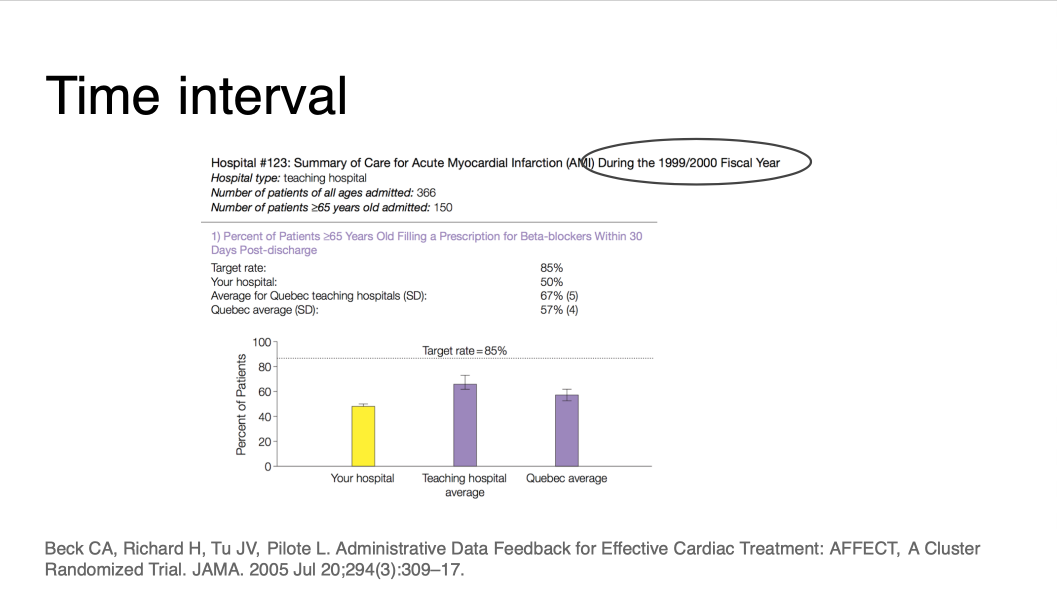 Time interval
Hospital #123: Summary of Care for Acute Myocardial Infarction (AMI) During the 1999/2000 Fiscal Year
Hospital type: teaching hospital
Number of patients of all ages admitted: 366
Number of patients ≥65 years old admitted: 150
1) Percent of Patients ≥65 Years Old Filling a Prescription for Beta-blockers Within 30
Days Post-discharge
Target rate: 85%
Your hospital: 50%
Average for Quebec teaching hospitals (SD): 67% (5)
Quebec average (SD): 57% (4)
Percent of Patients
100
80
60
40
20
0
Target rate = 85%
Your hospital
Teaching hospital
average
Quebec average
Beck CA, Richard H, Tu JV, Pilote L. Administrative Data Feedback for Effective Cardiac Treatment: AFFECT, A Cluster
Randomized Trial. JAMA. 2005 Jul 20;294(3):309–17.